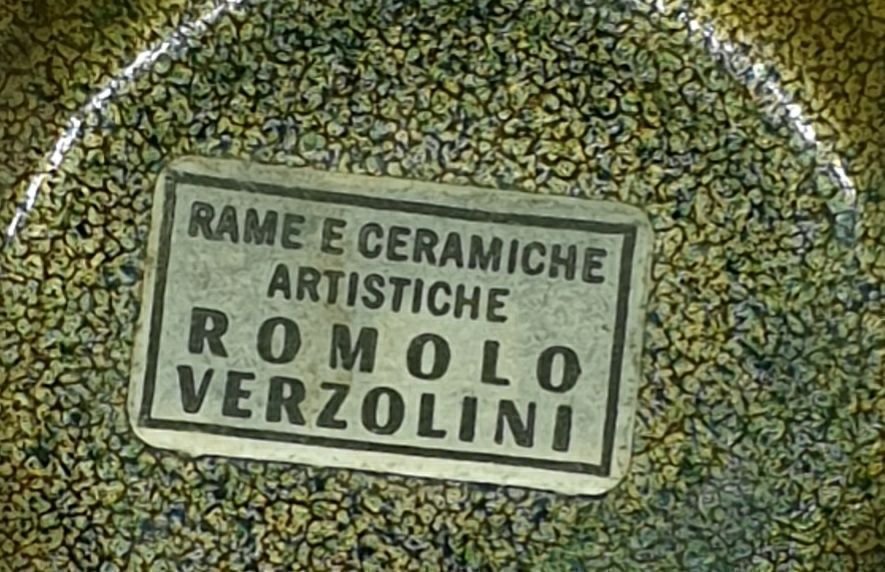 RAME E CERAMICHE
ARTISTICHE
ROMOLO
VERZOLINI